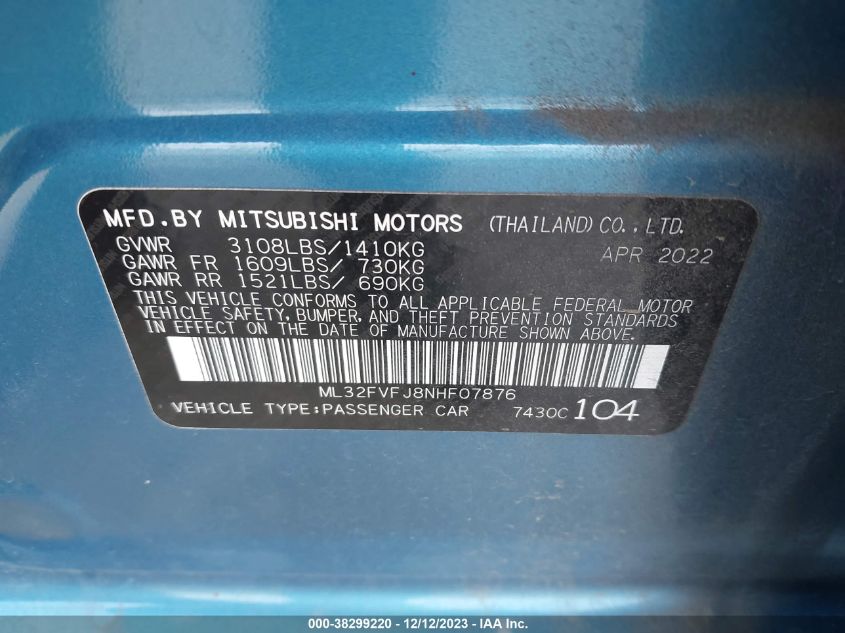 MFD.BY MITSUBISHI MOTORS (THAILAND) CO., LTD.
GVWR 3108LBS/1410KG APR 2022
GAWR FR 1609LBS/ 730KG
GAWR RR 1521LBS/ 690KG
THIS VEHICLE CONFORMS TO ALL APPLICABLE FEDERAL MOTOR
VEHICLE SAFETY, BUMPER, AND THEFT PREVENTION STANDARDS
IN EFFECT ON THE DATE OF MANUFACTURE SHOWN ABOVE.
ML32FVFJ8NHF07876
VEHICLE TYPE:PASSENGER CAR 7430C 104
000-38299220 - 12/12/2023 - IAA Inc.